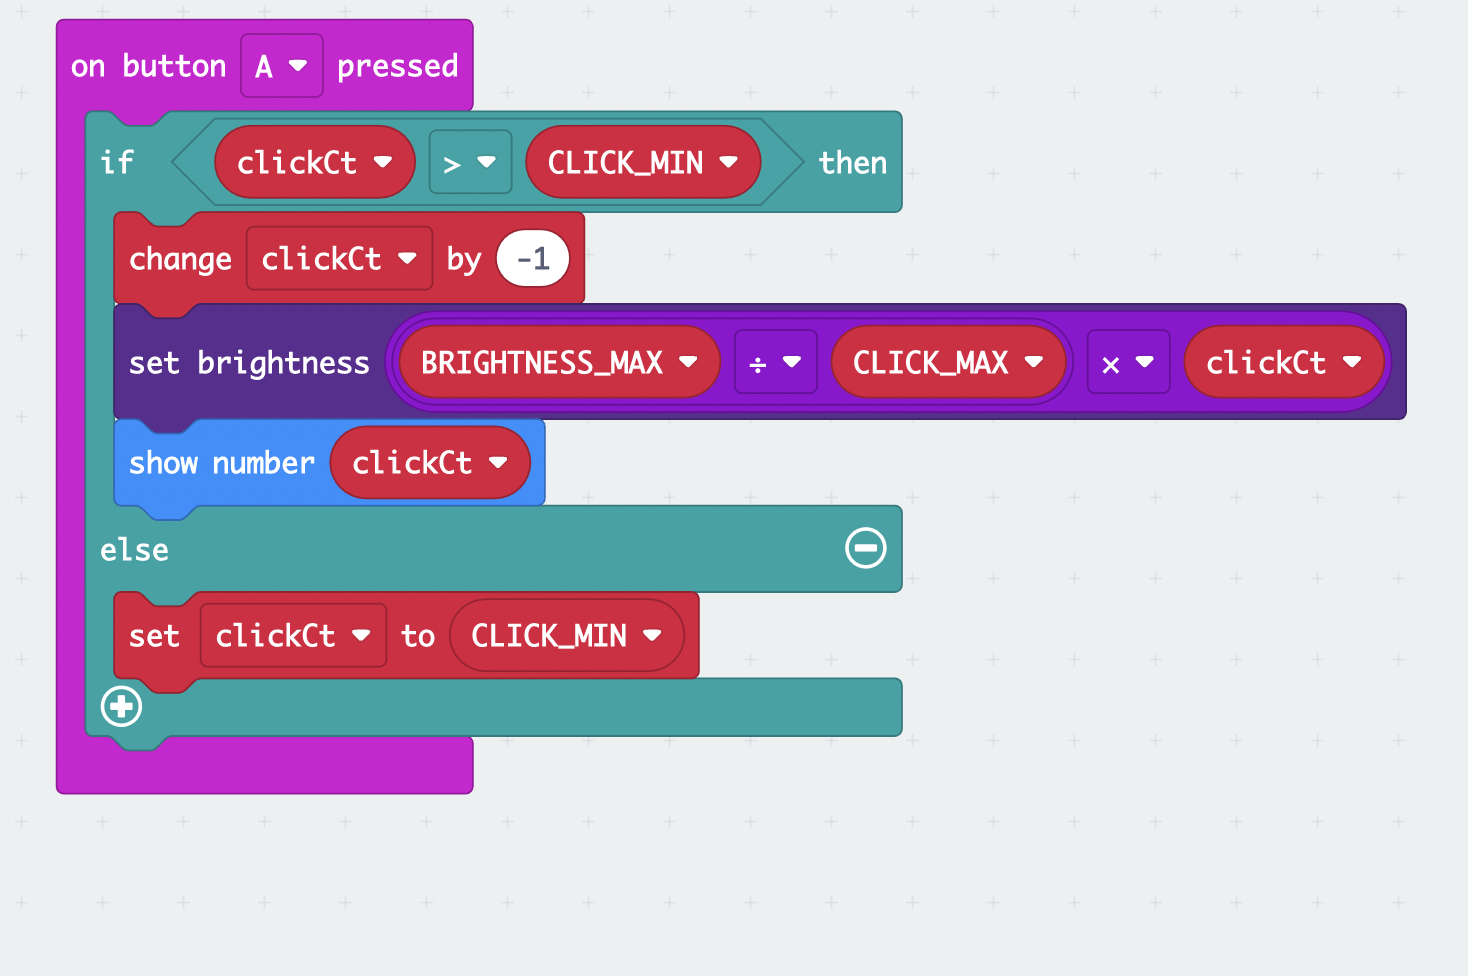 on button A pressed
if clickCt > CLICK_MIN then
change clickCt by -1
set brightness BRIGHTNESS_MAX ÷ CLICK_MAX × clickCt
show number clickCt
else
set clickCt to CLICK_MIN